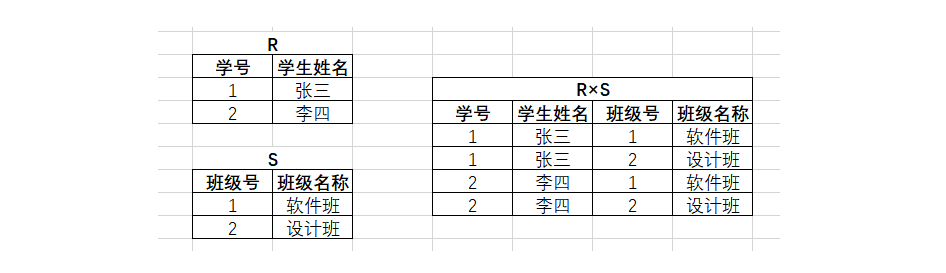 R
学号 学生姓名
1 张三
2 李四
S
班级号 班级名称
1 软件班
2 设计班
R×S
学号 学生姓名 班级号 班级名称
1 张三 1 软件班
1 张三 2 设计班
2 李四 1 软件班
2 李四 2 设计班